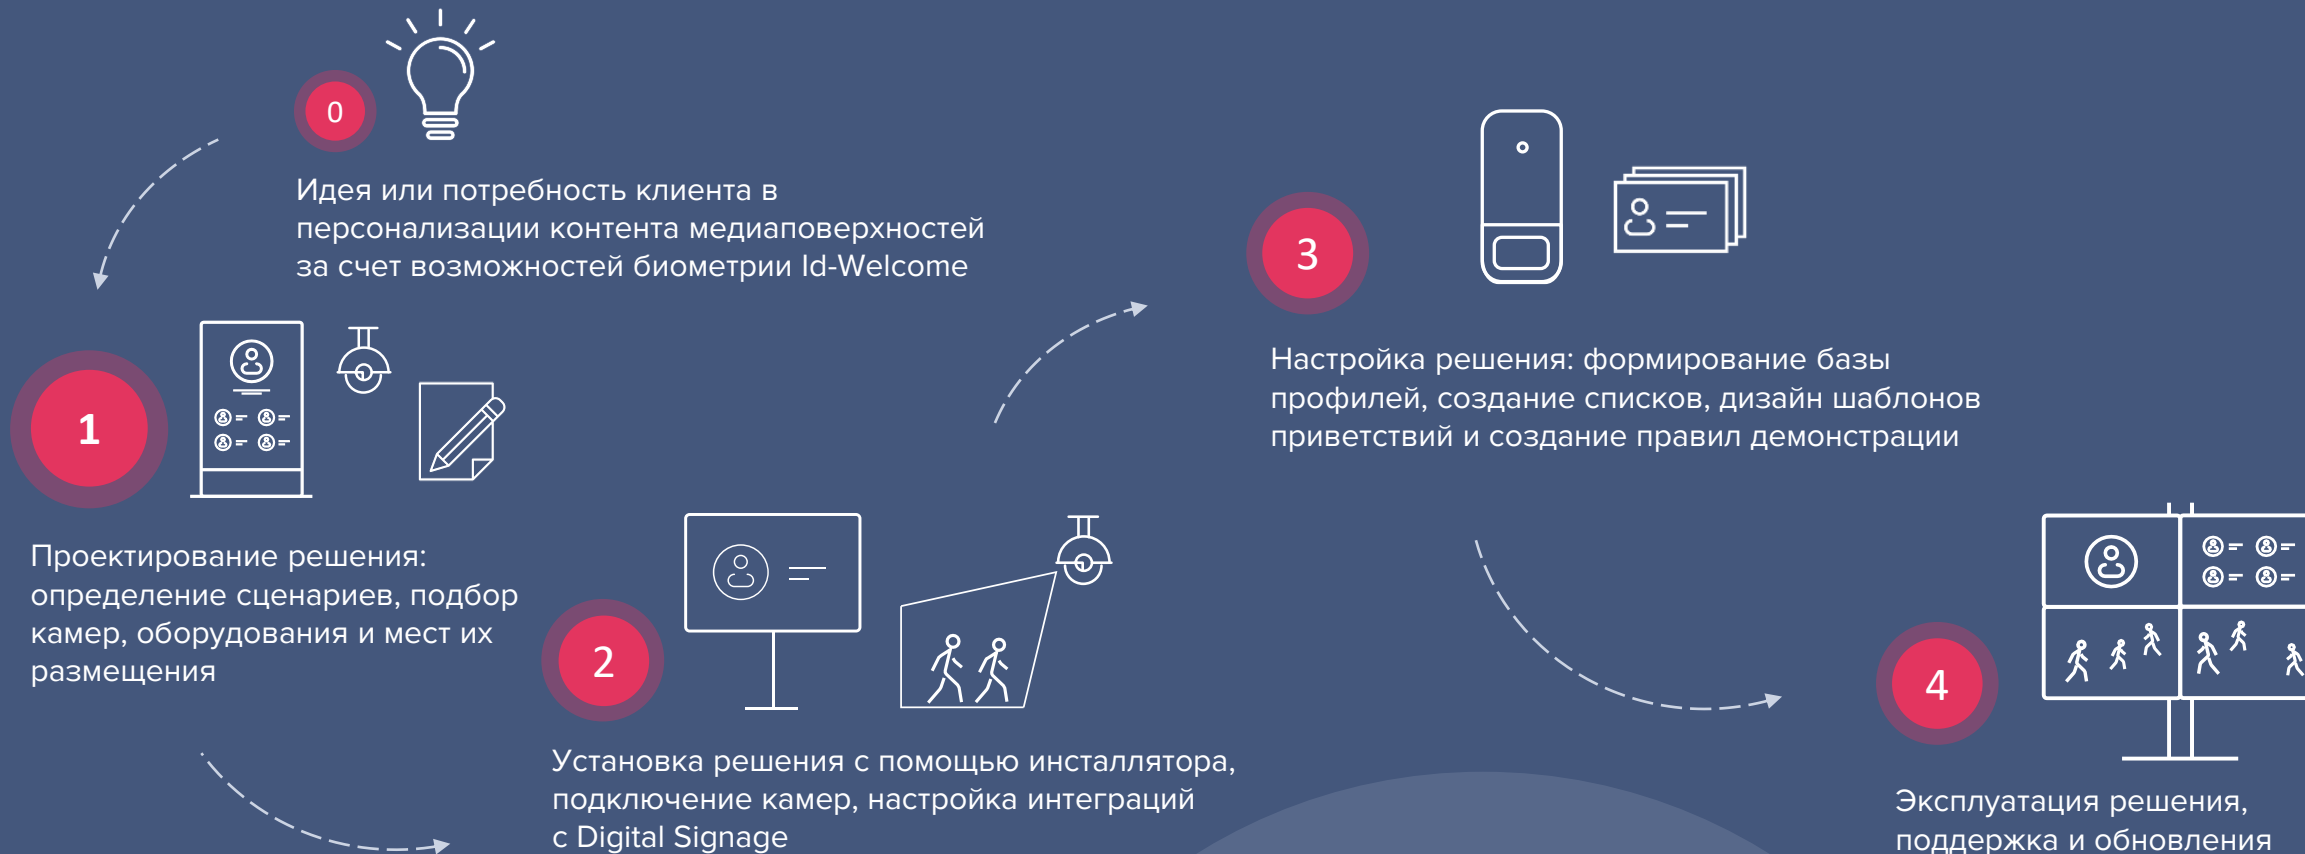 0
Идея или потребность клиента в
персонализации контента медиаповерхностей
за счет возможностей биометрии Id-Welcome
1
Проектирование решения:
определение сценариев, подбор
камер, оборудования и мест их
размещения
2
Установка решения с помощью инсталлятора,
подключение камер, настройка интеграций
с Digital Signage
3
Настройка решения: формирование базы
профилей, создание списков, дизайн шаблонов
приветствий и создание правил демонстрации
4
Эксплуатация решения,
поддержка и обновления